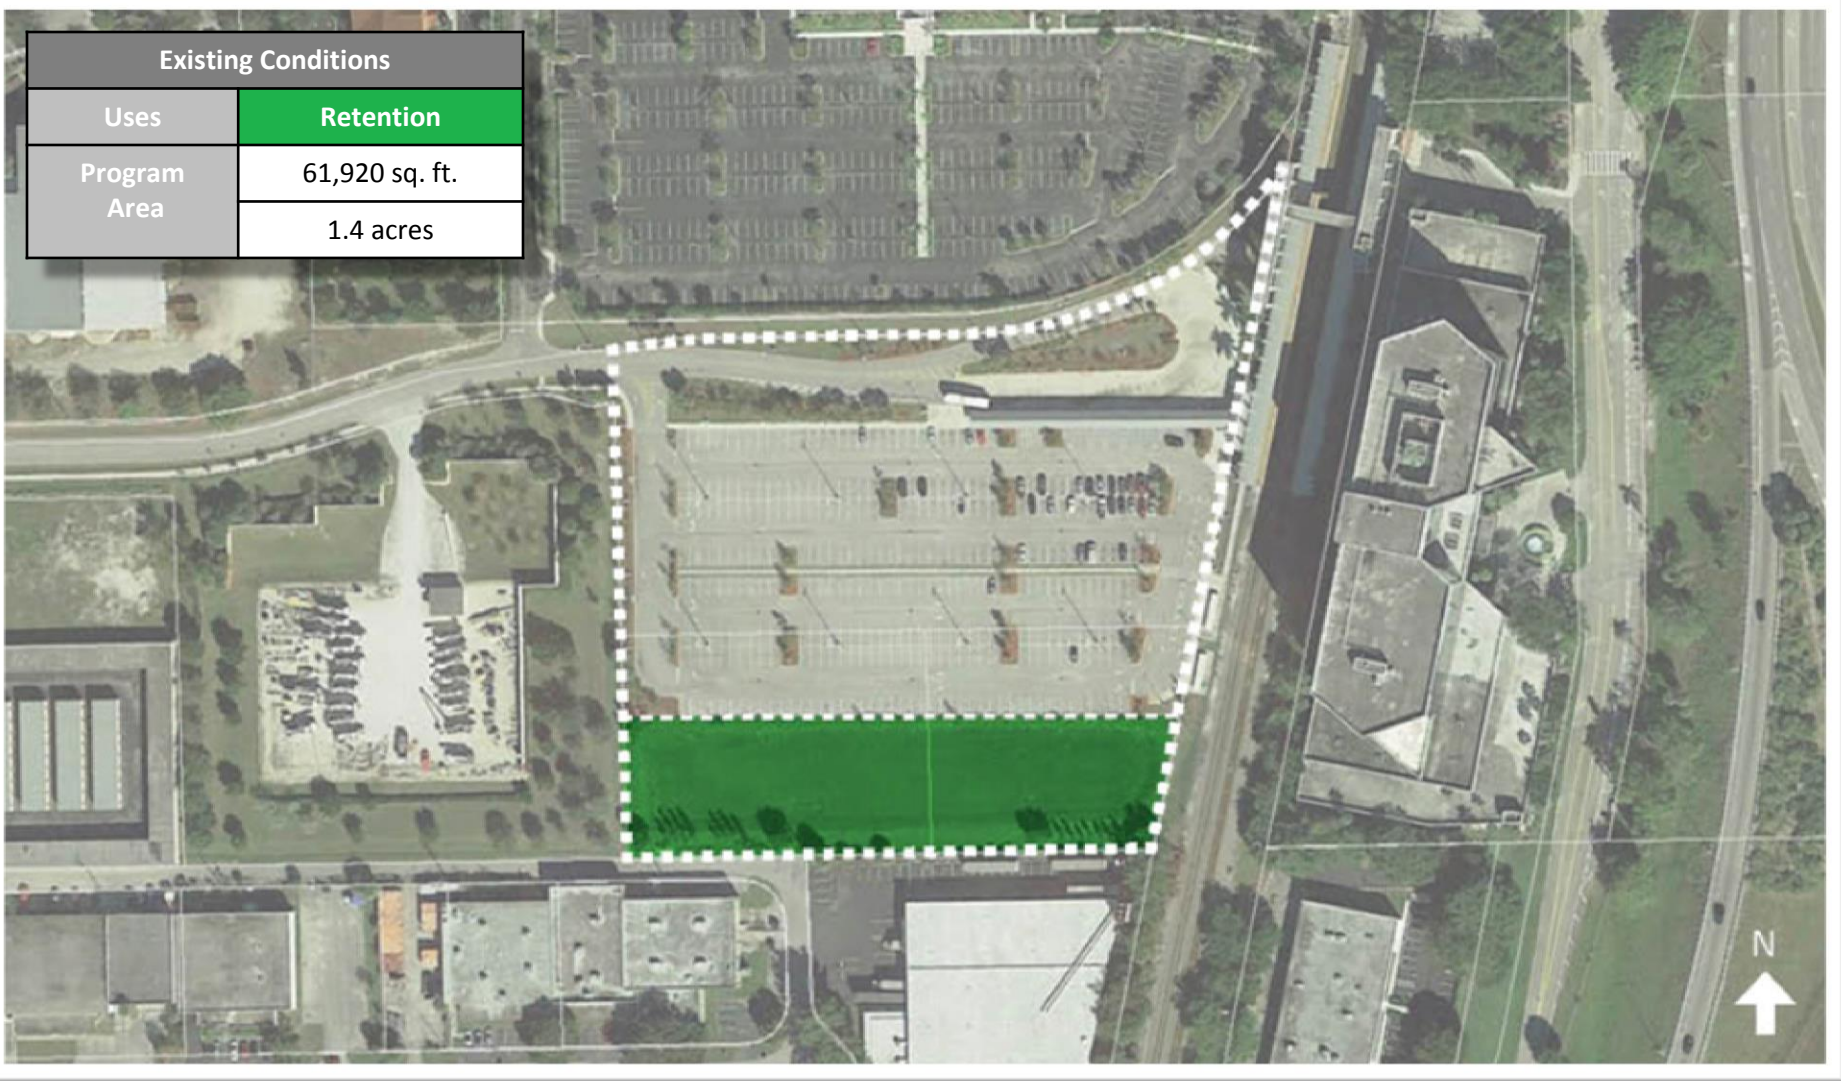 Existing Conditions
Uses
Retention
Program
Area
61,920 sq. ft.
1.4 acres
N